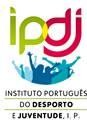 ipdj
INSTITUTO PORTUGUÊS
DO DESPORTO
E JUVENTUDE, I. P.